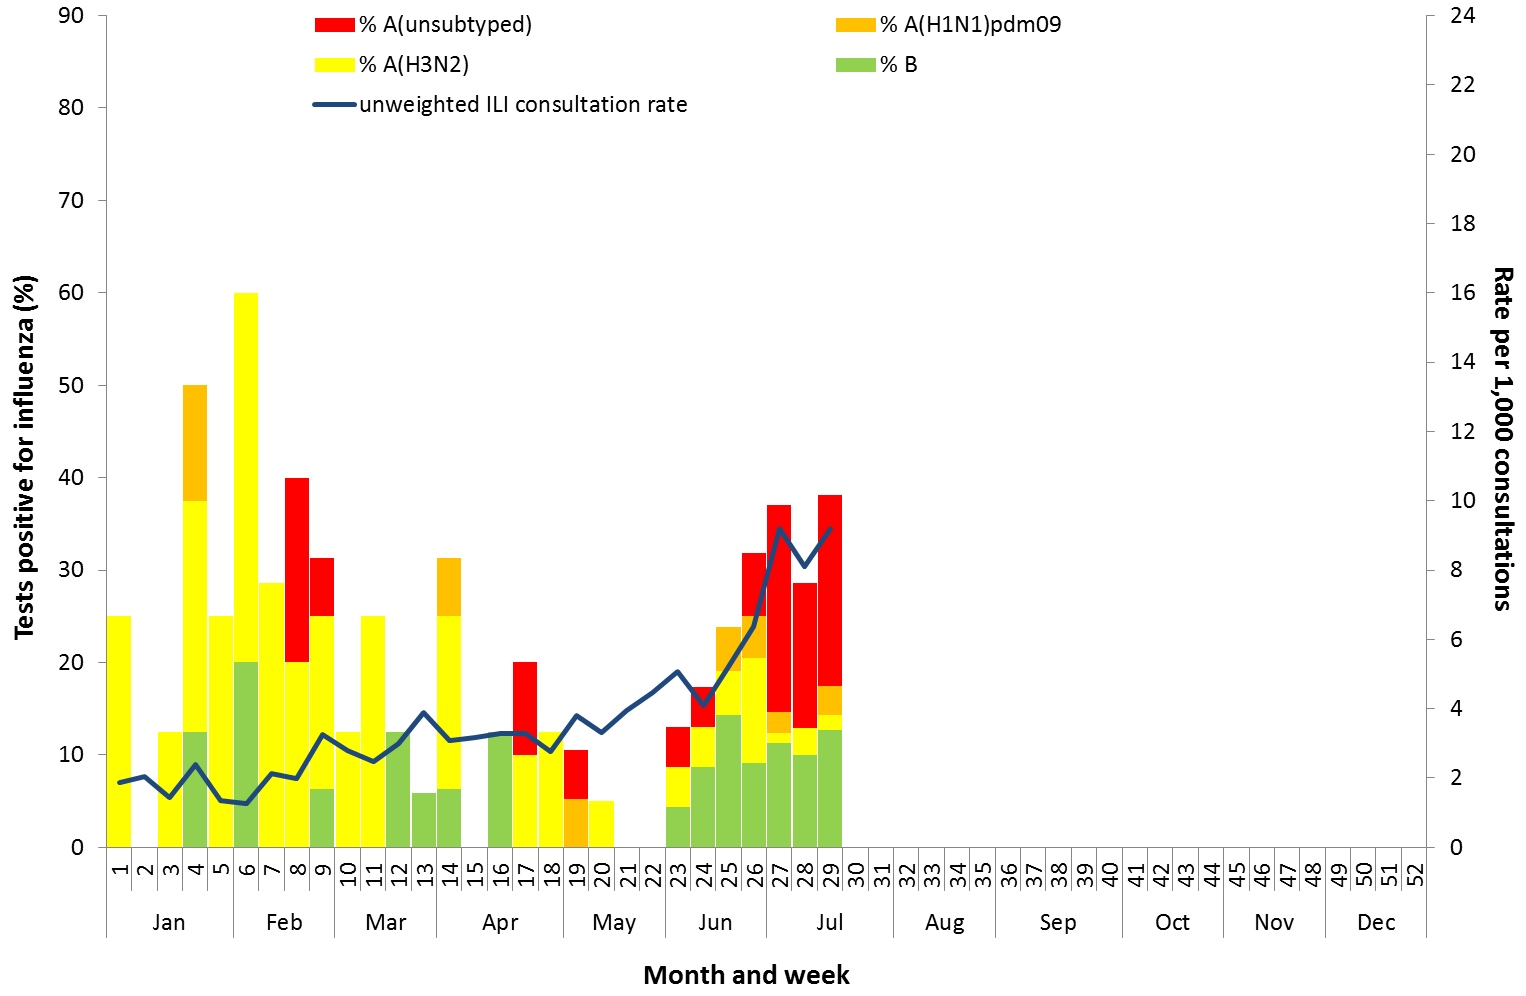 % A(unsubtyped)
% A(H1N1)pdm09
% A(H3N2)
% B
unweighted ILI consultation rate
90
80
70
60
50
40
30
20
10
0
Tests positive for influenza (%)
24
22
20
18
16
14
12
10
8
6
4
2
0
Rate per 1,000 consultations
1 2 3 4 5 6 7 8 9 10 11 12 13 14 15 16 17 18 19 20 21 22 23 24 25 26 27 28 29 30 31 32 33 34 35 36 37 38 39 40 41 42 43 44 45 46 47 48 49 50 51 52
Jan Feb Mar Apr May Jun Jul Aug Sep Oct Nov Dec
Month and week